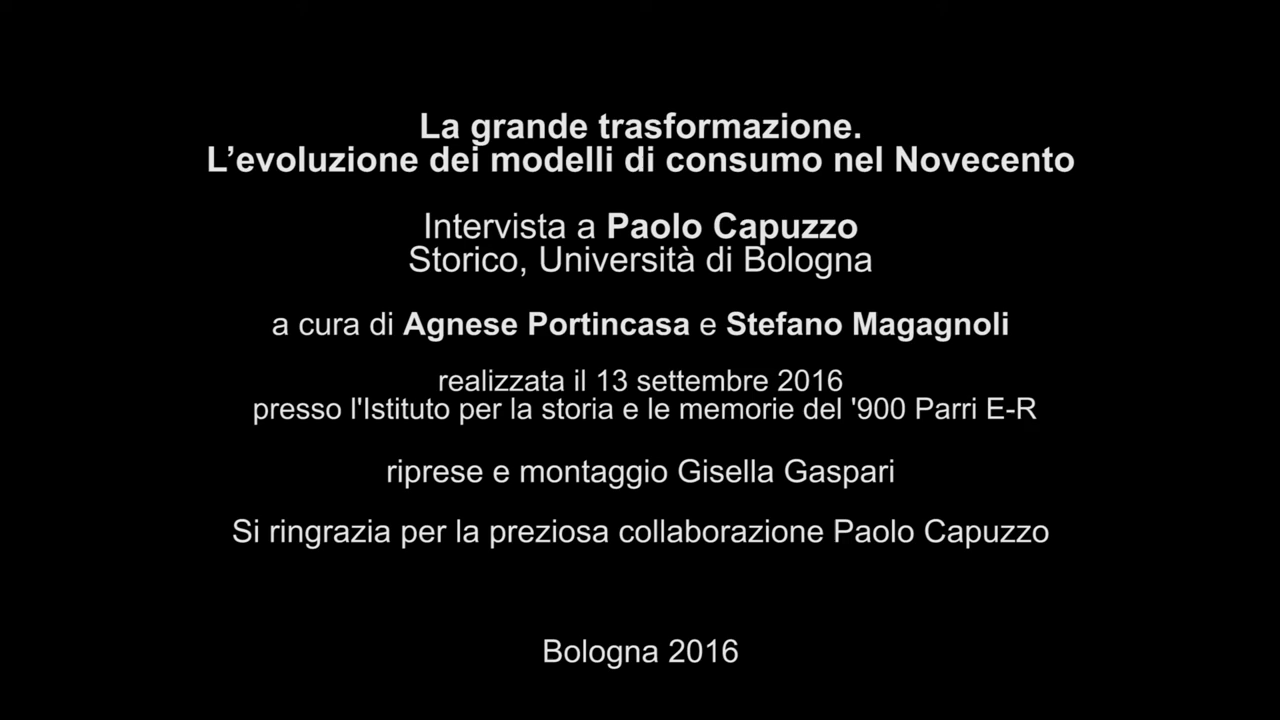 La grande trasformazione.
L’evoluzione dei modelli di consumo nel Novecento
Intervista a Paolo Capuzzo
Storico, Università di Bologna
a cura di Agnese Portincasa e Stefano Magagnoli
realizzata il 13 settembre 2016
presso l'Istituto per la storia e le memorie del '900 Parri E-R
riprese e montaggio Gisella Gaspari
Si ringrazia per la preziosa collaborazione Paolo Capuzzo
Bologna 2016